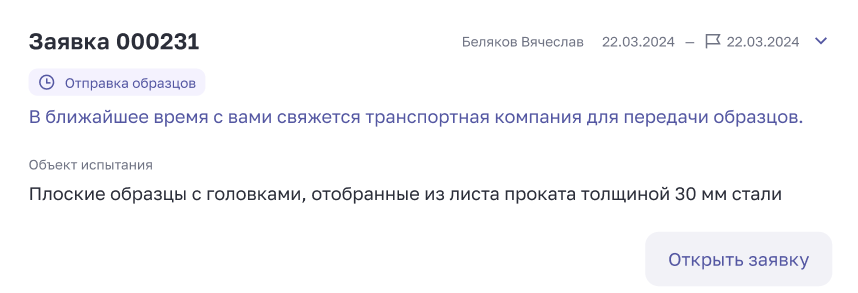 Заявка 000231
Беляков Вячеслав 22.03.2024 – 22.03.2024
Отправка образцов
В ближайшее время с вами свяжется транспортная компания для передачи образцов.
Объект испытания
Плоские образцы с головками, отобранные из листа проката толщиной 30 мм стали
Открыть заявку